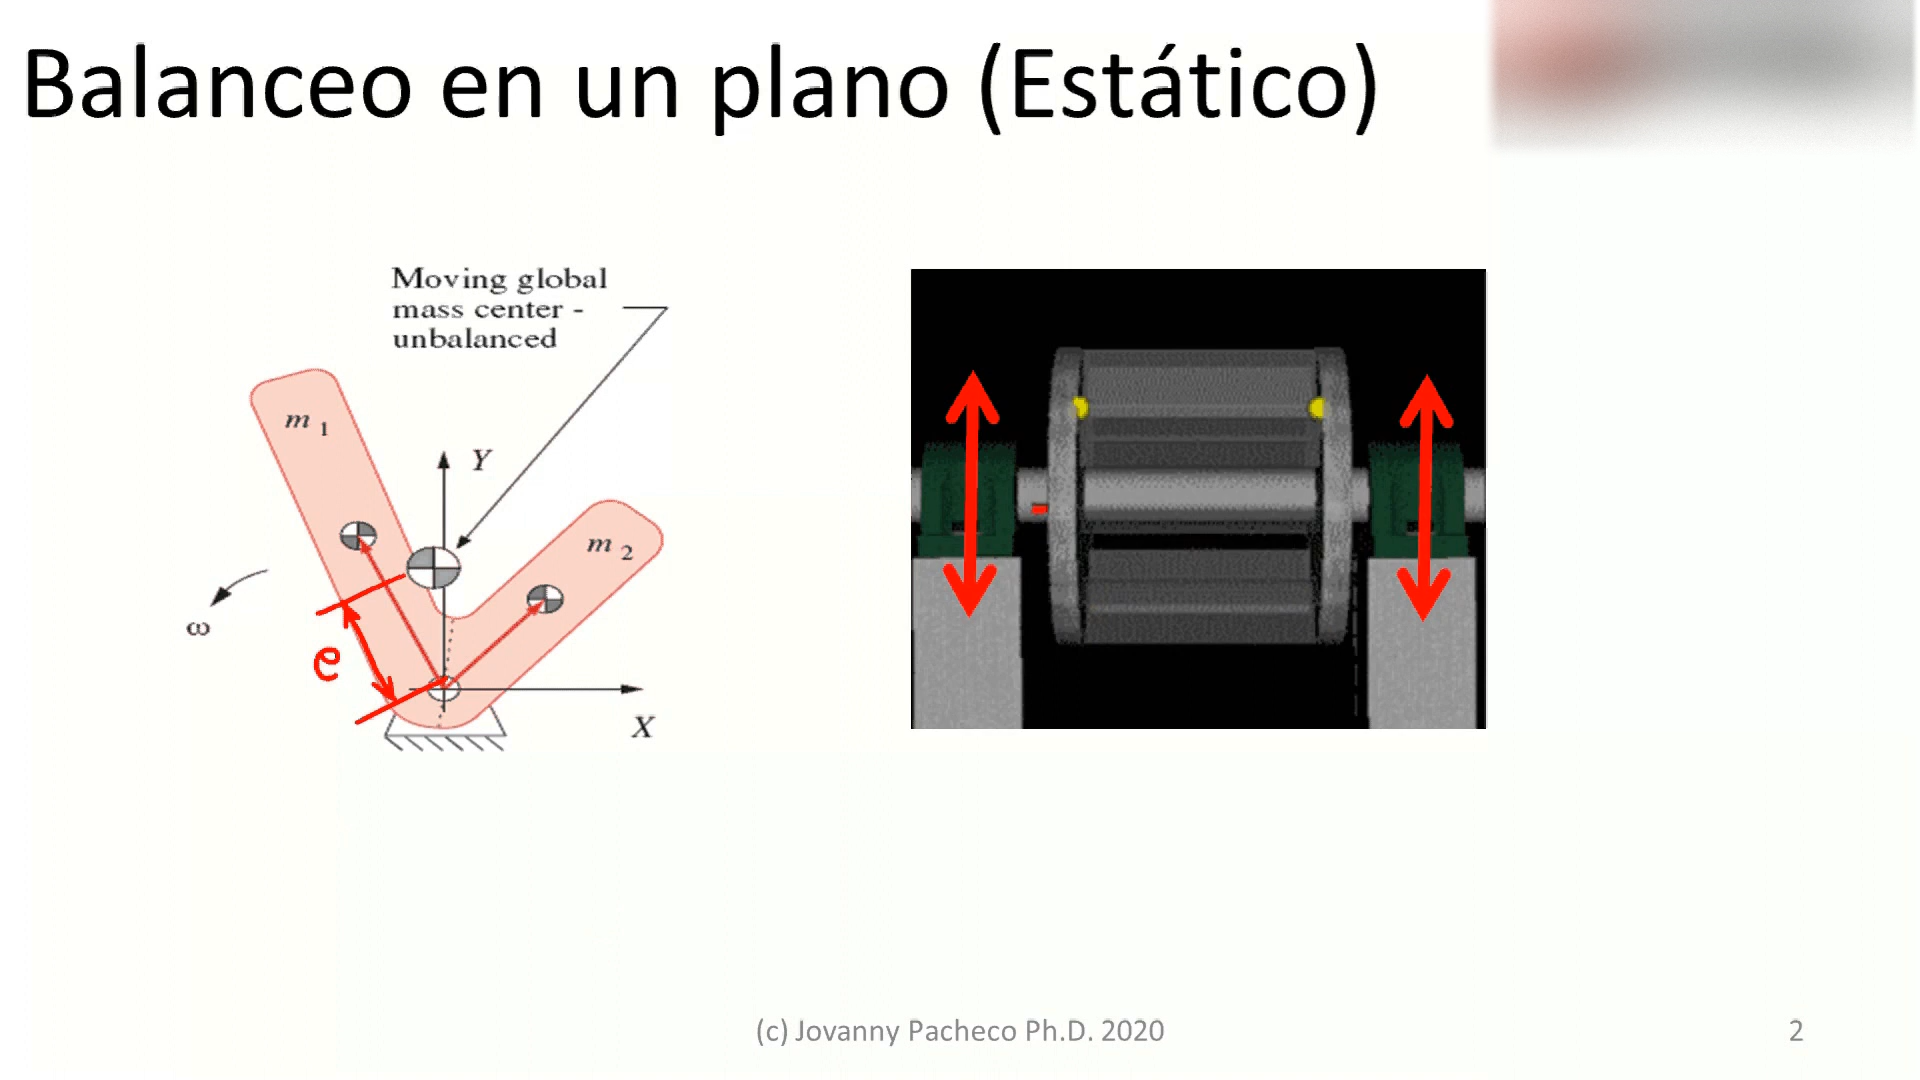 Balanceo en un plano (Estático)
Moving global
mass center -
unbalanced
m 1
Y
m 2
ω
e
X
(c) Jovanny Pacheco Ph.D. 2020
2